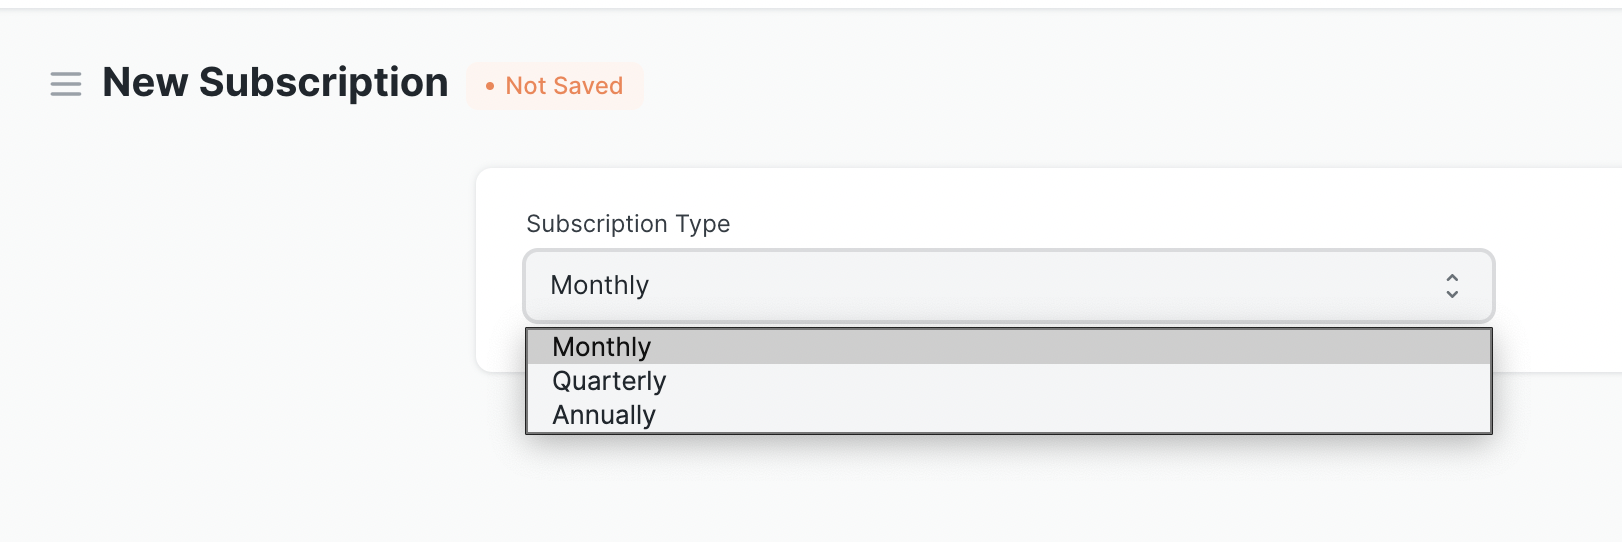 New Subscription
• Not Saved
Subscription Type
Monthly
Monthly
Quarterly
Annually